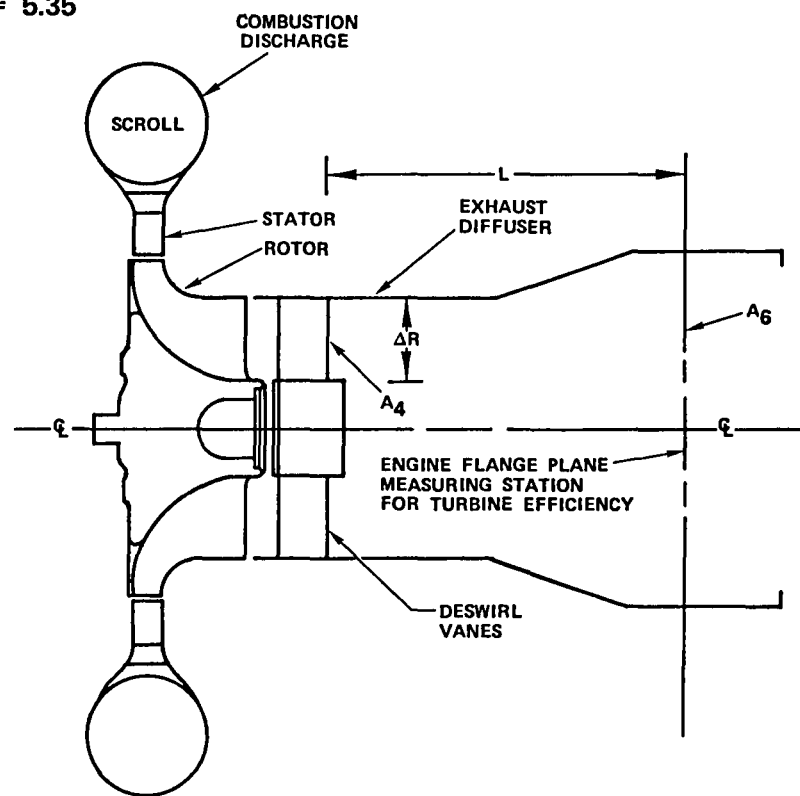 = 5.35
COMBUSTION
DISCHARGE
SCROLL
L
STATOR
ROTOR
EXHAUST
DIFFUSER
ΔR
A6
A4
℄
℄
ENGINE FLANGE PLANE
MEASURING STATION
FOR TURBINE EFFICIENCY
DESWIRL
VANES